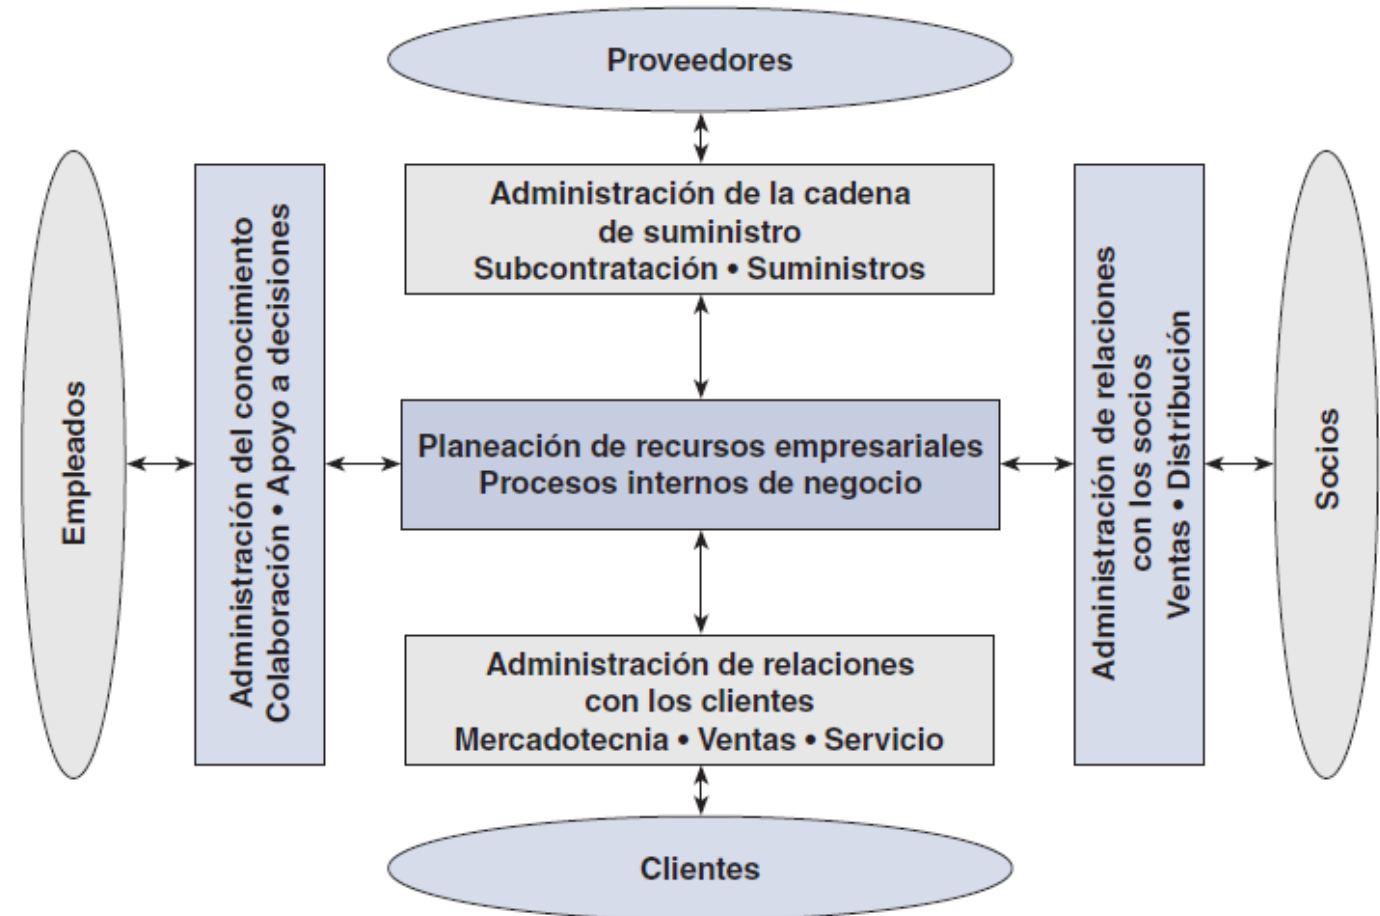 Proveedores
Administración de la cadena
de suministro
Subcontratación • Suministros
Empleados
Administración del conocimiento
Colaboración • Apoyo a decisiones
Planeación de recursos empresariales
Procesos internos de negocio
Administración de relaciones
con los socios
Ventas • Distribución
Socios
Administración de relaciones
con los clientes
Mercadotecnia • Ventas • Servicio
Clientes